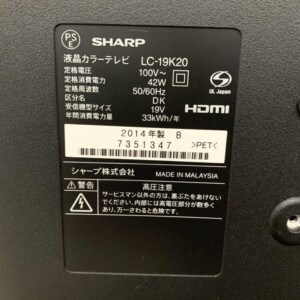 PS E SHARP
液晶カラーテレビ LC-19K20
定格電圧 100V~
定格消費電力 42W
定格周波数 50/60Hz
区分名 DK
受信機型サイズ 19V
年間消費電力量 33kWh/年
UL Japan
HDMI
2014年製 B
7351347 >PET<
シャープ株式会社 MADE IN MALAYSIA
警告 高圧注意
サービスマン以外の方は、裏ぶたをあけない
でください。内部には高電圧部分が数多く
あり、万一さわると危険です。